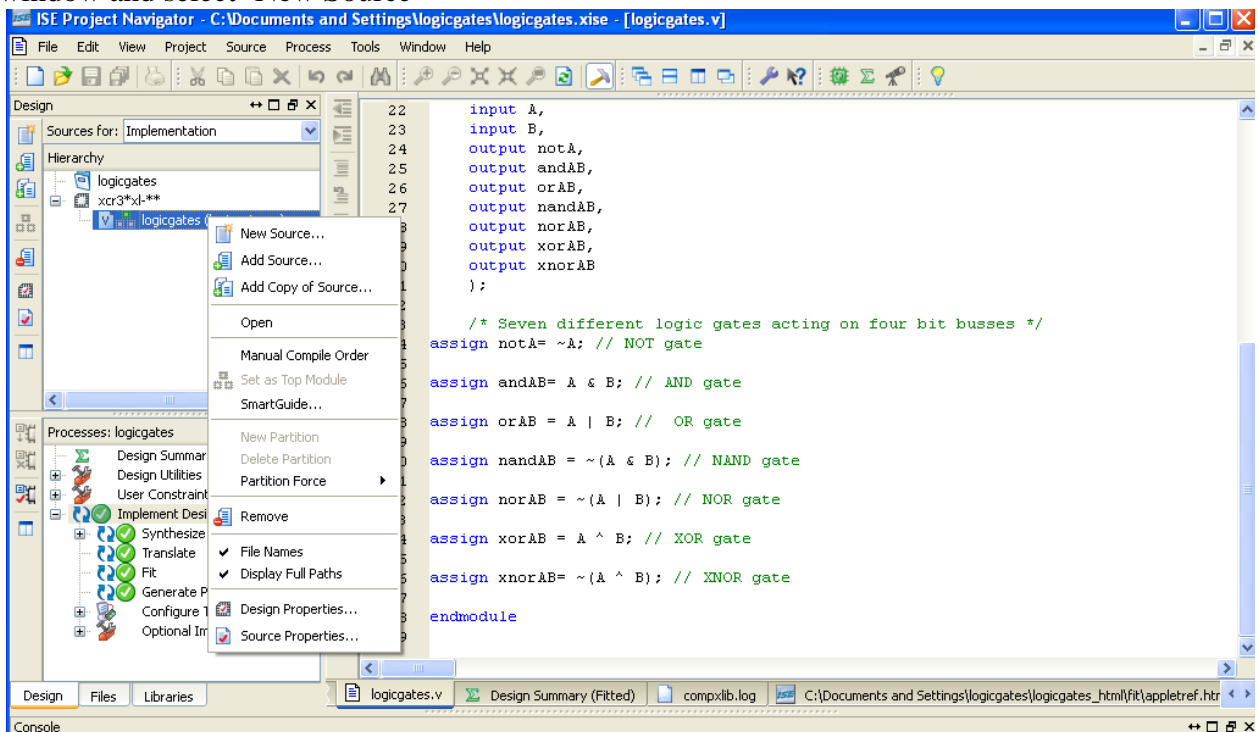 window and select 'New Source'
ISE Project Navigator - C:\Documents and Settings\logicgates\logicgates.xise - [logicgates.v]
File Edit View Project Source Process Tools Window Help
Design
Sources for: Implementation
Hierarchy
logicgates
xcr3*xl-**
logicgates
New Source...
Add Source...
Add Copy of Source...
Open
Manual Compile Order
Set as Top Module
SmartGuide...
New Partition
Delete Partition
Partition Force
Remove
File Names
Display Full Paths
Design Properties...
Source Properties...
Processes: logicgates
Design Summar
Design Utilities
User Constraint
Implement Desi
Synthesize
Translate
Fit
Generate P
Configure T
Optional Im
22 input A,
23 input B,
24 output notA,
25 output andAB,
26 output orAB,
27 output nandAB,
output norAB,
output xorAB,
output xnorAB
);
/* Seven different logic gates acting on four bit busses */
assign notA= ~A; // NOT gate
assign andAB= A & B; // AND gate
assign orAB = A | B; // OR gate
assign nandAB = ~(A & B); // NAND gate
assign norAB = ~(A | B); // NOR gate
assign xorAB = A ^ B; // XOR gate
assign xnorAB= ~(A ^ B); // XNOR gate
endmodule
Design Files Libraries
logicgates.v Design Summary (Fitted) compxlib.log C:\Documents and Settings\logicgates\logicgates_html\fit\appletref.htr
Console